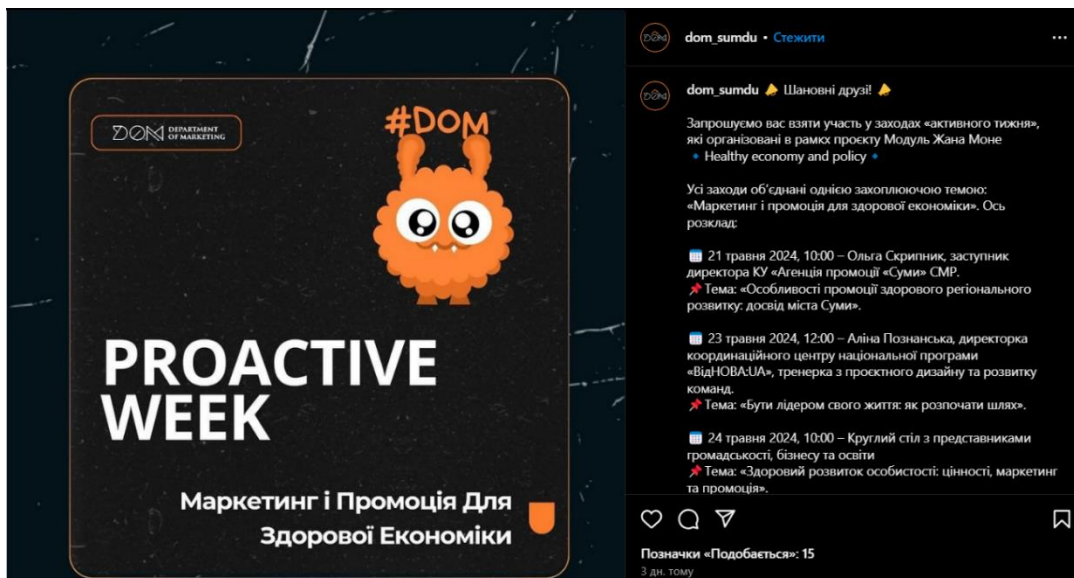 DOM DEPARTMENT
OF MARKETING
#DOM
PROACTIVE
WEEK
Маркетинг і Промоція Для
Здорової Економіки
dom_sumdu • Стежити
dom_sumdu 📣 Шановні друзі! 📣
Запрошуємо вас взяти участь у заходах «активного тижня»,
які організовані в рамкх проєкту Модуль Жана Моне
🔹 Healthy economy and policy 🔹
Усі заходи об’єднані однією захоплюючою темою:
«Маркетинг і промоція для здорової економіки». Ось
розклад:
🗓 21 травня 2024, 10:00 – Ольга Скрипник, заступник
директора КУ «Агенція промоції «Суми» СМР.
📌 Тема: «Особливості промоції здорового регіонального
розвитку: досвід міста Суми».
🗓 23 травня 2024, 12:00 – Аліна Познанська, директорка
координаційного центру національної програми
«ВідНОВА:UA», тренерка з проєктного дизайну та розвитку
команд.
📌 Тема: «Бути лідером свого життя: як розпочати шлях».
🗓 24 травня 2024, 10:00 – Круглий стіл з представниками
громадськості, бізнесу та освіти
📌 Тема: «Здоровий розвиток особистості: цінності, маркетинг
та промоція».
Позначки «Подобається»: 15
3 дн. тому